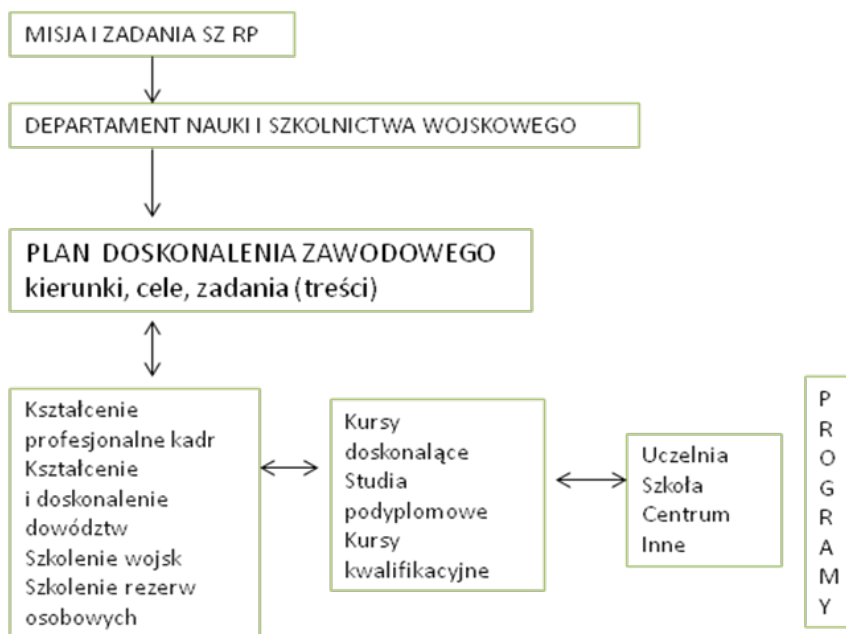 MISJA I ZADANIA SZ RP
DEPARTAMENT NAUKI I SZKOLNICTWA WOJSKOWEGO
PLAN DOSKONALENIA ZAWODOWEGO
kierunki, cele, zadania (treści)
Kształcenie
profesjonalne kadr
Kształcenie
i doskonalenie
dowództw
Szkolenie wojsk
Szkolenie rezerw
osobowych
Kursy
doskonalące
Studia
podyplomowe
Kursy
kwalifikacyjne
Uczelnia
Szkoła
Centrum
Inne
P
R
O
G
R
A
M
Y